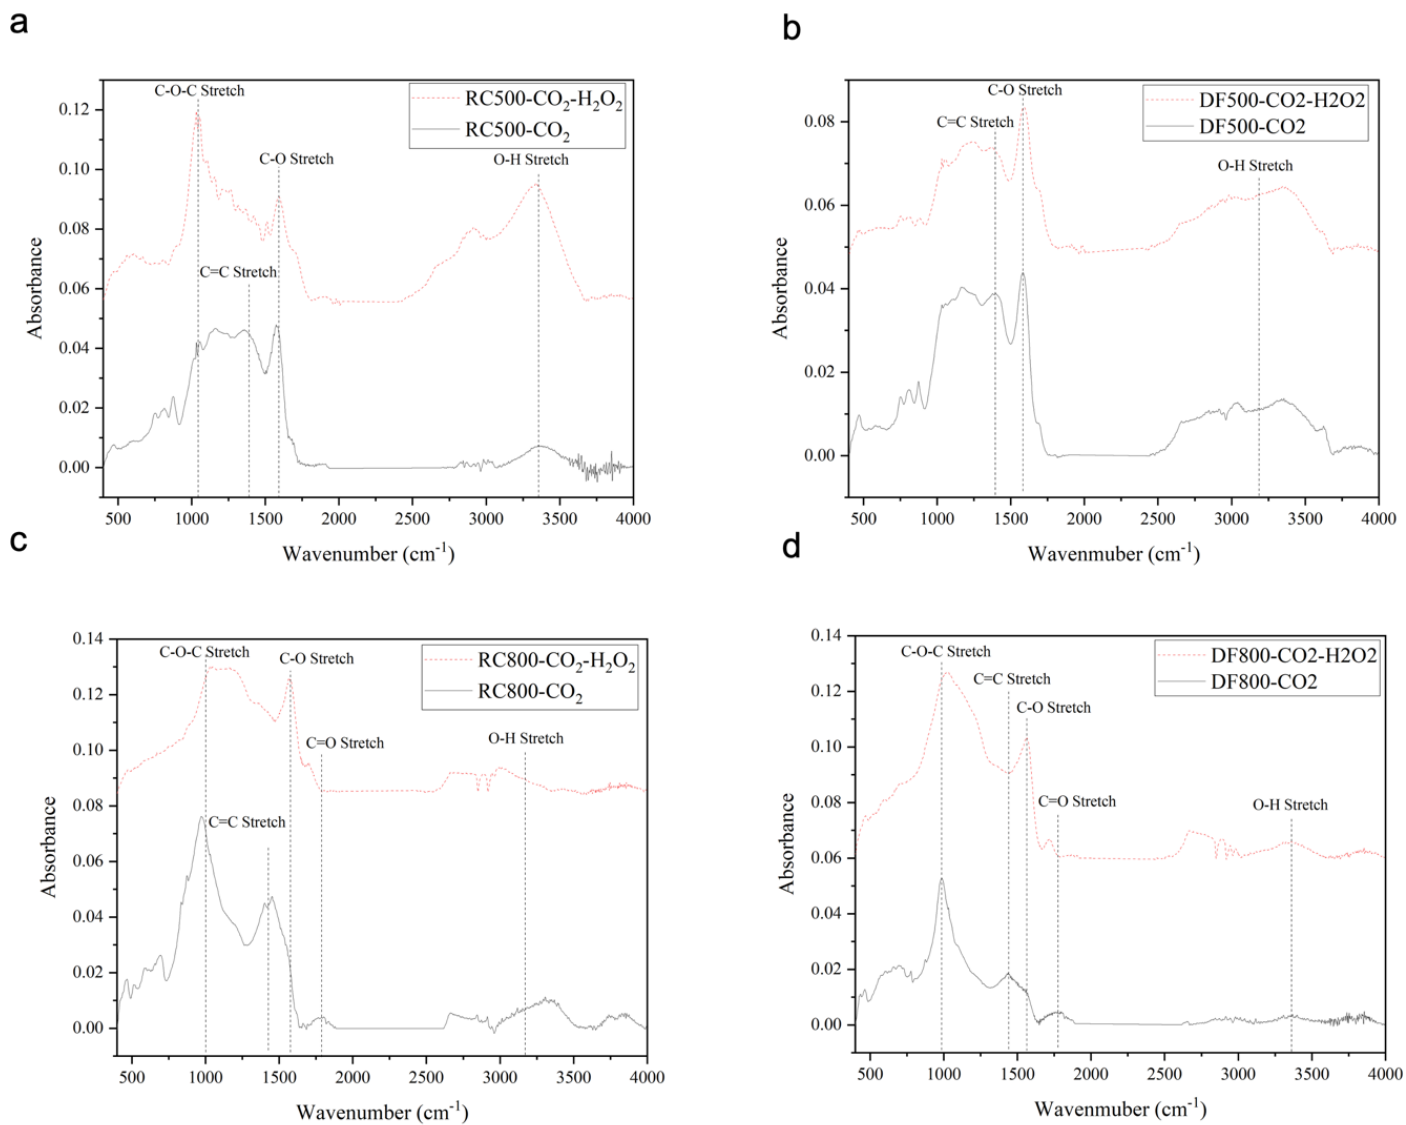 a
C-O-C Stretch
RC500-CO₂-H₂O₂
RC500-CO₂
C-O Stretch
O-H Stretch
C=C Stretch
0.12
0.10
0.08
0.06
0.04
0.02
0.00
Absorbance
500 1000 1500 2000 2500 3000 3500 4000
Wavenumber (cm⁻¹)
b
C-O Stretch
DF500-CO2-H2O2
DF500-CO2
C=C Stretch
O-H Stretch
0.08
0.06
0.04
0.02
0.00
Absorbance
500 1000 1500 2000 2500 3000 3500 4000
Wavenmuber (cm⁻¹)
c
C-O-C Stretch
C-O Stretch
RC800-CO₂-H₂O₂
RC800-CO₂
C=O Stretch
O-H Stretch
C=C Stretch
0.14
0.12
0.10
0.08
0.06
0.04
0.02
0.00
Absorbance
500 1000 1500 2000 2500 3000 3500 4000
Wavenumber (cm⁻¹)
d
C-O-C Stretch
DF800-CO2-H2O2
DF800-CO2
C=C Stretch
C-O Stretch
C=O Stretch
O-H Stretch
0.14
0.12
0.10
0.08
0.06
0.04
0.02
0.00
Absorbance
500 1000 1500 2000 2500 3000 3500 4000
Wavenmuber (cm⁻¹)